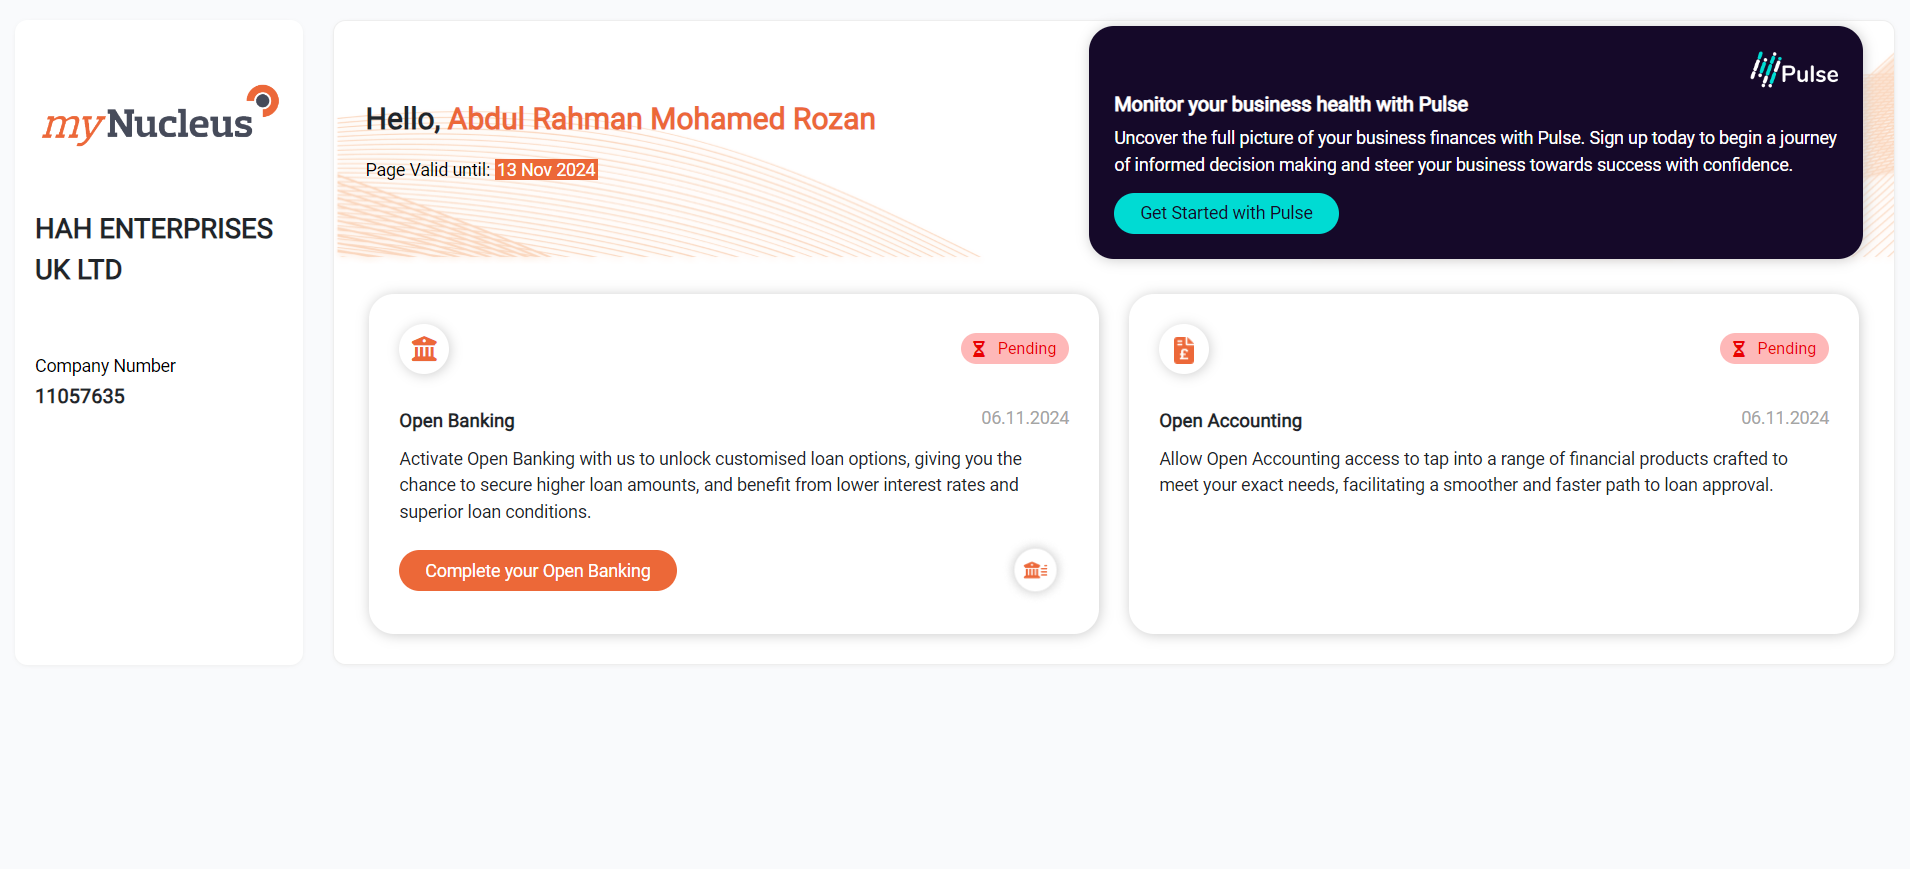 myNucleus
HAH ENTERPRISES
UK LTD
Company Number
11057635
Hello, Abdul Rahman Mohamed Rozan
Page Valid until: 13 Nov 2024
Pulse
Monitor your business health with Pulse
Uncover the full picture of your business finances with Pulse. Sign up today to begin a journey
of informed decision making and steer your business towards success with confidence.
Get Started with Pulse
Pending
Open Banking
06.11.2024
Activate Open Banking with us to unlock customised loan options, giving you the
chance to secure higher loan amounts, and benefit from lower interest rates and
superior loan conditions.
Complete your Open Banking
Pending
Open Accounting
06.11.2024
Allow Open Accounting access to tap into a range of financial products crafted to
meet your exact needs, facilitating a smoother and faster path to loan approval.